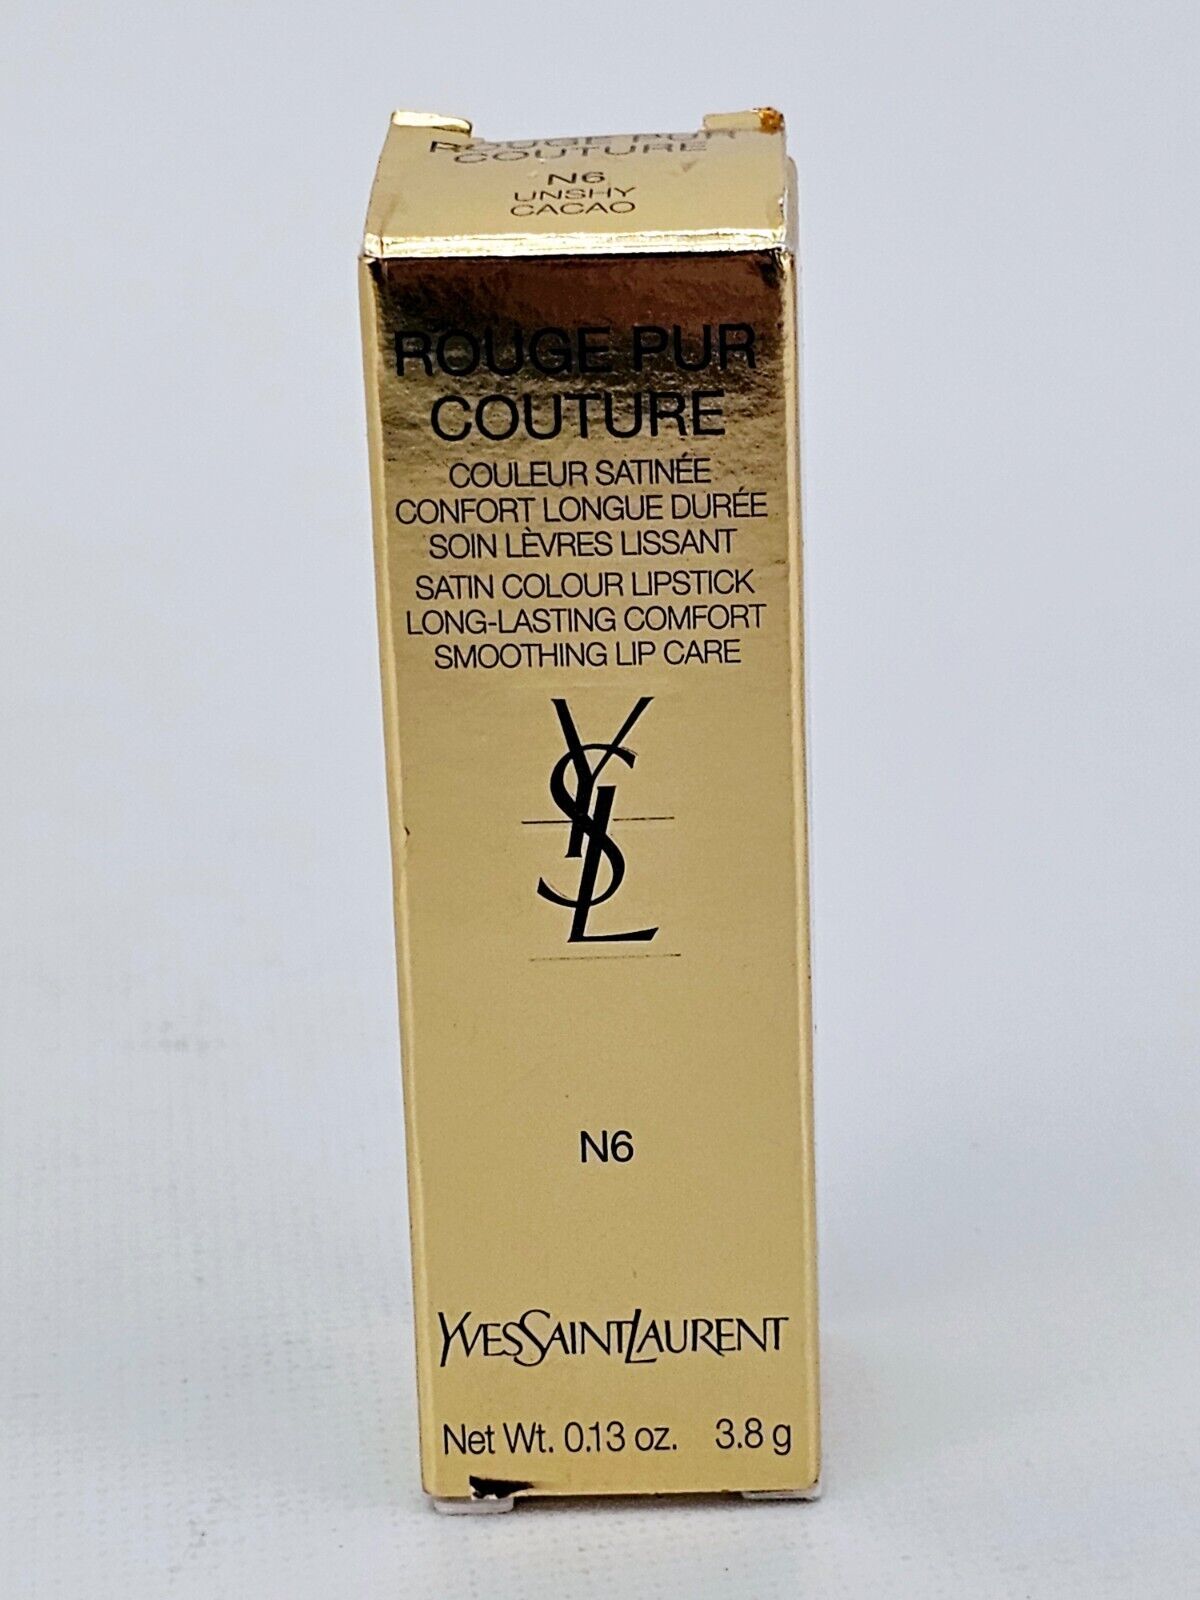 ROUGE PUR
COUTURE
N6
UNSHY
CACAO
ROUGE PUR
COUTURE
COULEUR SATINÉE
CONFORT LONGUE DURÉE
SOIN LÈVRES LISSANT
SATIN COLOUR LIPSTICK
LONG-LASTING COMFORT
SMOOTHING LIP CARE
YSL
N6
YVESSAINTLAURENT
Net Wt. 0.13 oz. 3.8 g